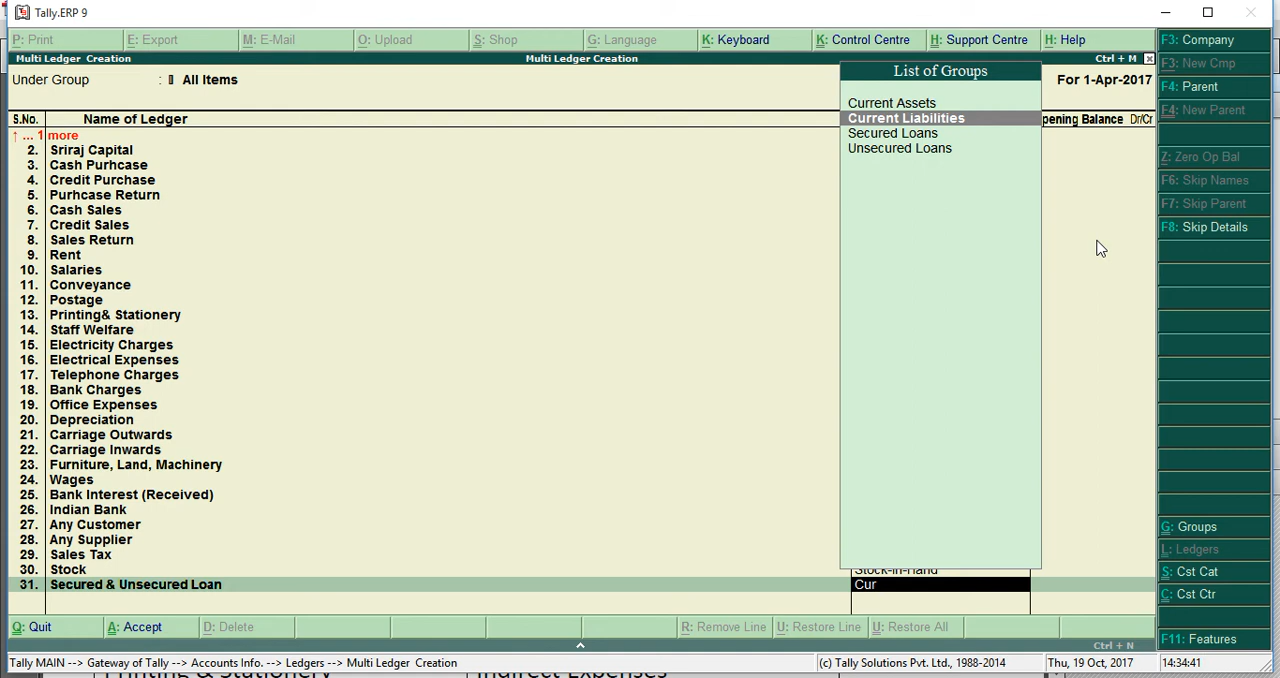 Tally.ERP 9
P: Print E: Export M: E-Mail O: Upload S: Shop G: Language K: Keyboard K: Control Centre H: Support Centre H: Help
F3: Company
Multi Ledger Creation Multi Ledger Creation Ctrl + M
F3: New Cmp
List of Groups
Under Group : All Items For 1-Apr-2017
F4: Parent
Current Assets
F4: New Parent
S.No. Name of Ledger Current Liabilities pening Balance Dr/Cr
↑ ... 1 more Secured Loans
2. Sriraj Capital Unsecured Loans
Z: Zero Op Bal
3. Cash Purhcase
4. Credit Purchase
F6: Skip Names
5. Purhcase Return
F7: Skip Parent
6. Cash Sales
7. Credit Sales
F8: Skip Details
8. Sales Return
9. Rent
10. Salaries
11. Conveyance
12. Postage
13. Printing& Stationery
14. Staff Welfare
15. Electricity Charges
16. Electrical Expenses
17. Telephone Charges
18. Bank Charges
19. Office Expenses
20. Depreciation
21. Carriage Outwards
22. Carriage Inwards
23. Furniture, Land, Machinery
24. Wages
25. Bank Interest (Received)
26. Indian Bank
27. Any Customer
G: Groups
28. Any Supplier
29. Sales Tax
L: Ledgers
30. Stock Stock-in-Hand
S: Cst Cat
31. Secured & Unsecured Loan Cur
C: Cst Ctr
Q: Quit A: Accept D: Delete R: Remove Line U: Restore Line U: Restore All
F11: Features
Ctrl + N
Tally MAIN --> Gateway of Tally --> Accounts Info. --> Ledgers --> Multi Ledger Creation (c) Tally Solutions Pvt. Ltd., 1988-2014 Thu, 19 Oct, 2017 14:34:41
Printing & Stationery Indirect Expenses